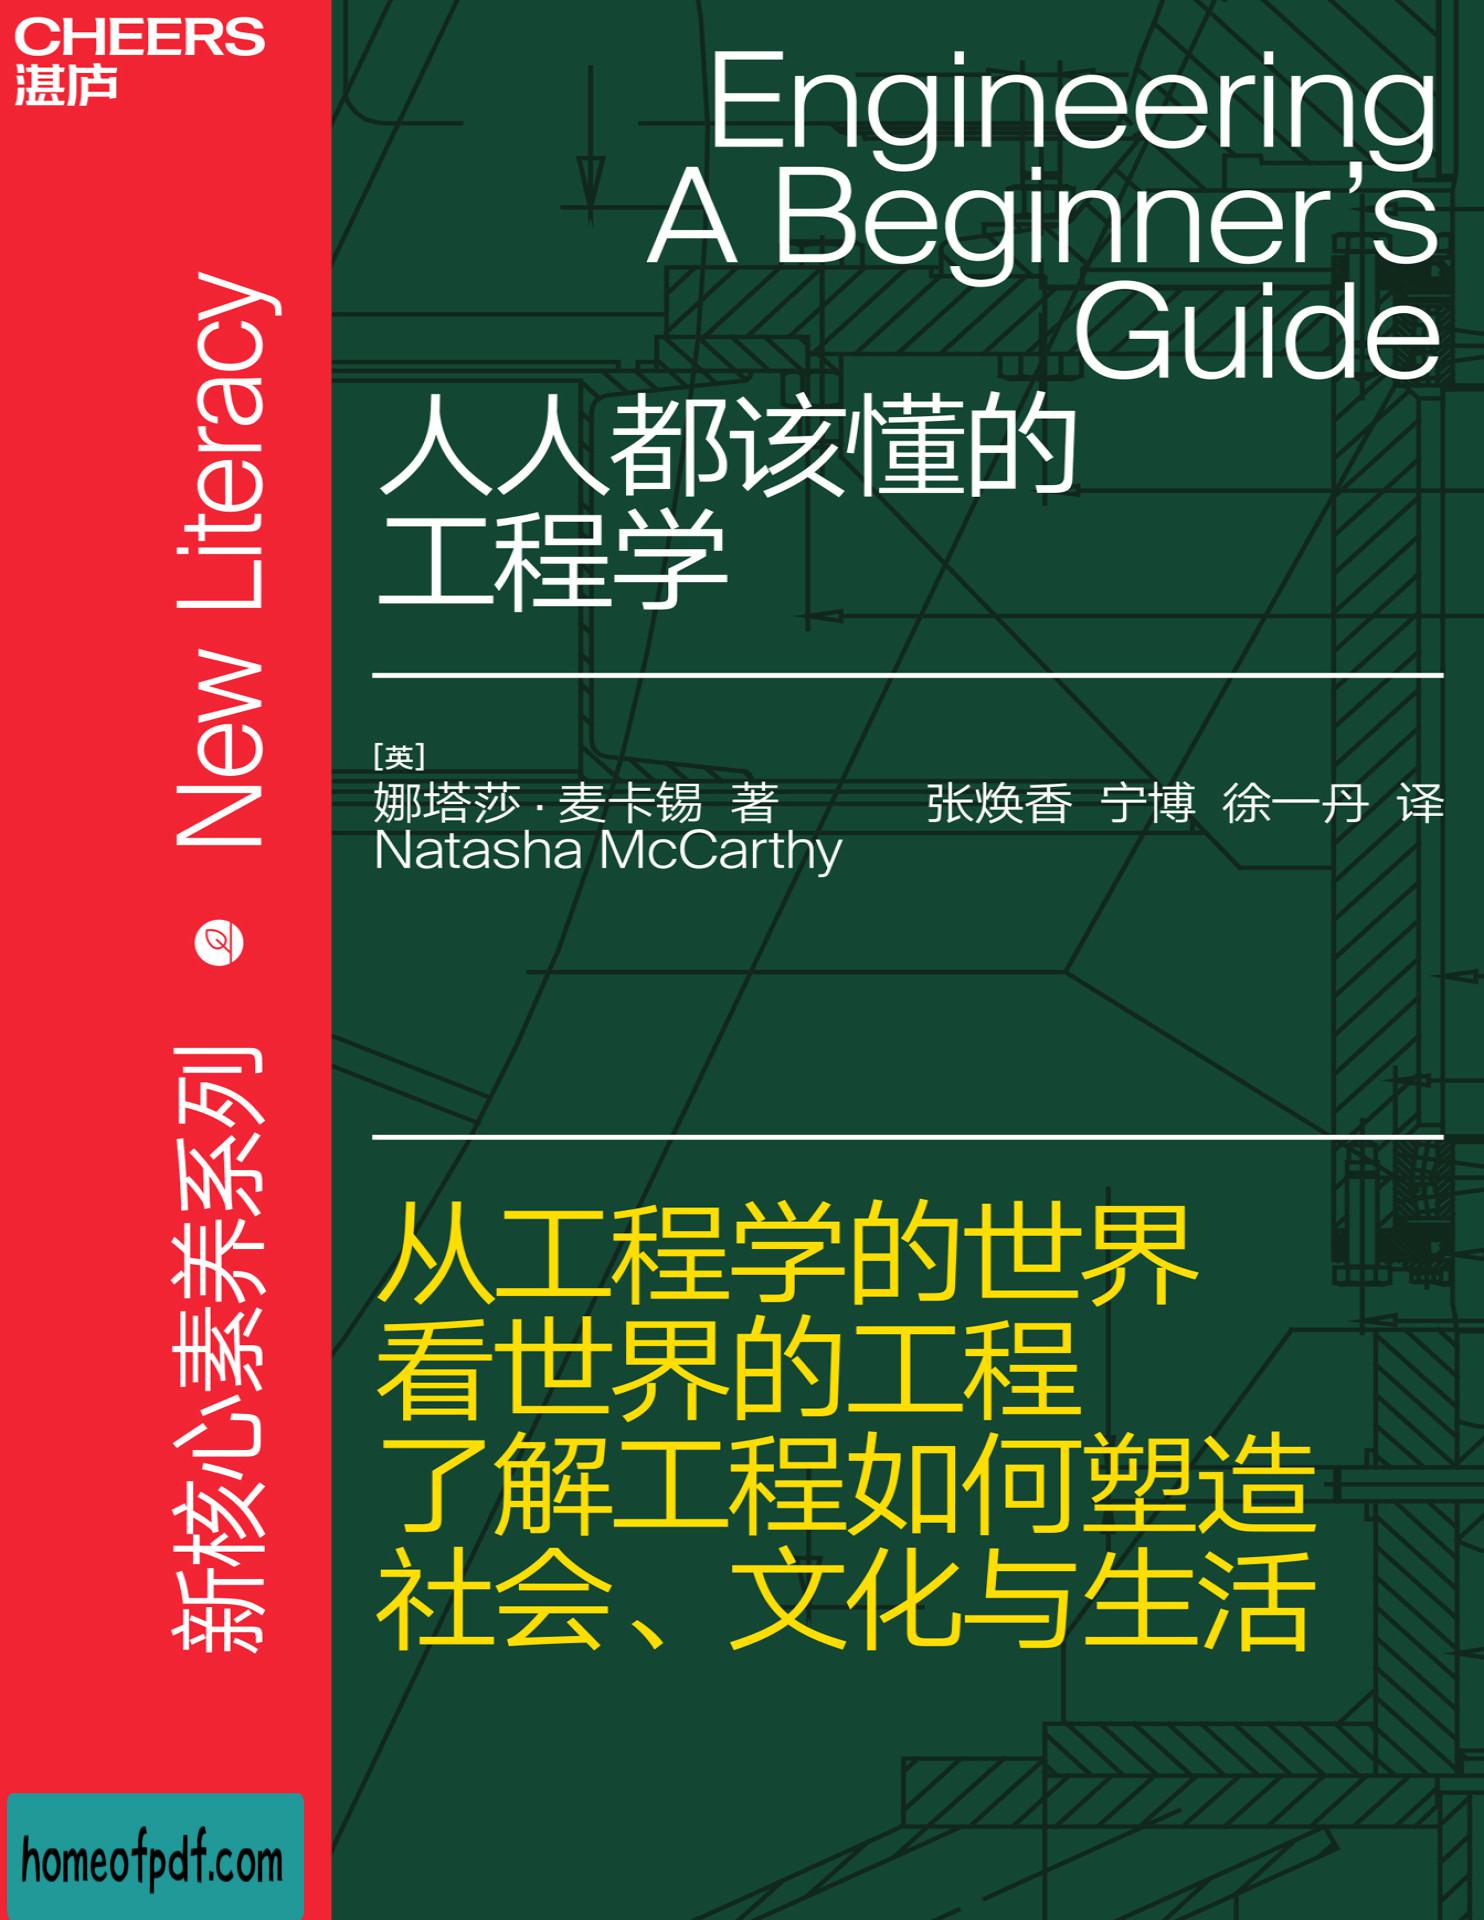 CHEERS
湛庐
Engineering
A Beginner's
Guide
人人都该懂的
工程学
[英]
娜塔莎·麦卡锡 著 张焕香 宁博 徐一丹 译
Natasha McCarthy
从工程学的世界
看世界的工程
了解工程如何塑造
社会、文化与生活
新核心素养系列 New Literacy
homeofpdf.com